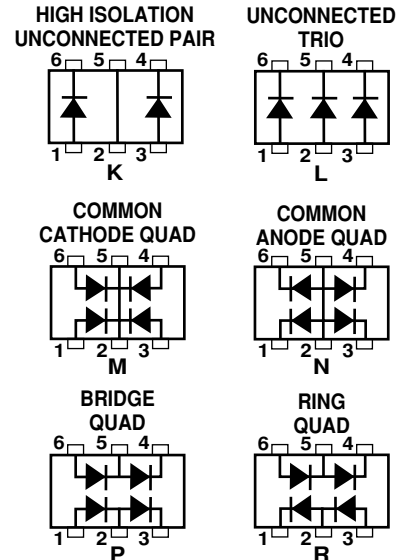 HIGH ISOLATION
UNCONNECTED PAIR
6 5 4
1 2 3
K
UNCONNECTED
TRIO
6 5 4
1 2 3
L
COMMON
CATHODE QUAD
6 5 4
1 2 3
M
COMMON
ANODE QUAD
6 5 4
1 2 3
N
BRIDGE
QUAD
6 5 4
1 2 3
P
RING
QUAD
6 5 4
1 2 3
R